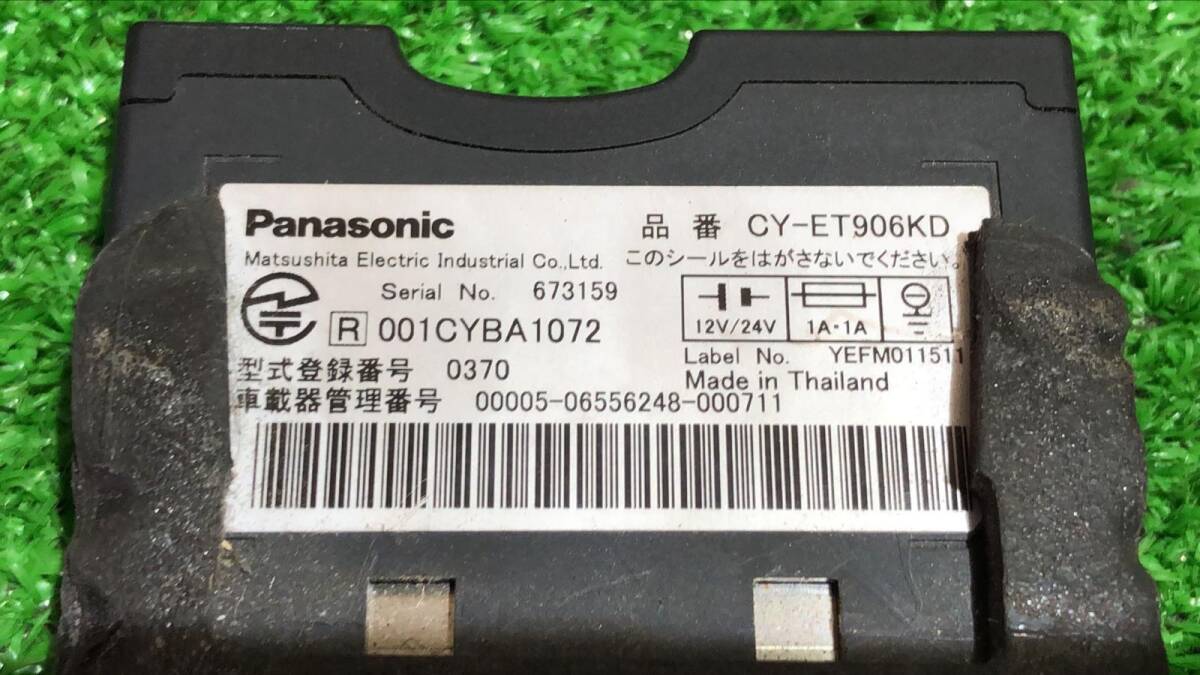 Panasonic 品番 CY-ET906KD
Matsushita Electric Industrial Co.,Ltd. このシールをはがさないでください。
Serial No. 673159
R 001CYBA1072
12V/24V 1A・1A
Label No. YEFM011511
型式登録番号 0370
Made in Thailand
車載器管理番号 00005-06556248-000711